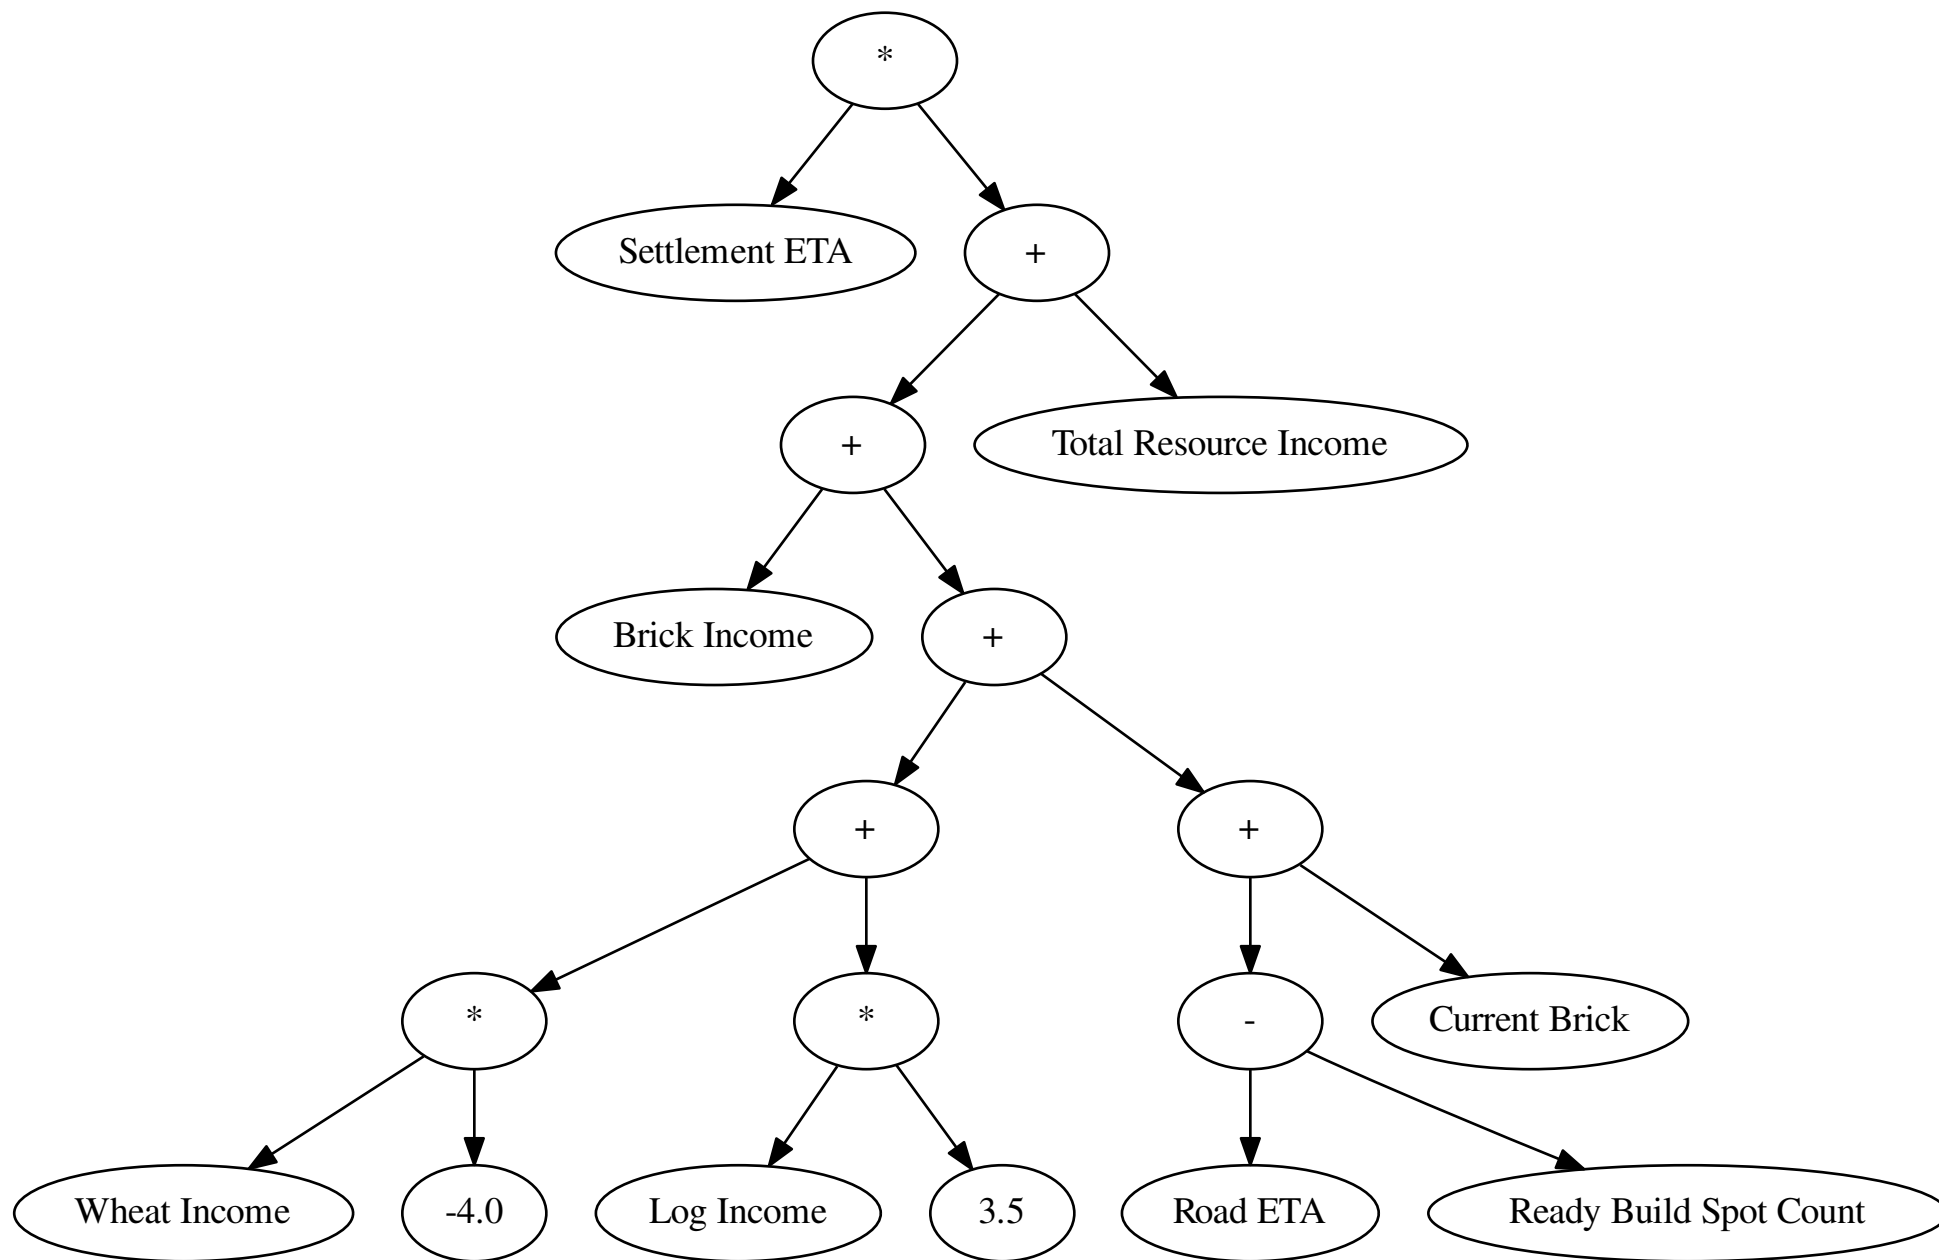 *
Settlement ETA
+
+
Total Resource Income
Brick Income
+
+
+
*
*
-
Current Brick
Wheat Income
-4.0
Log Income
3.5
Road ETA
Ready Build Spot Count